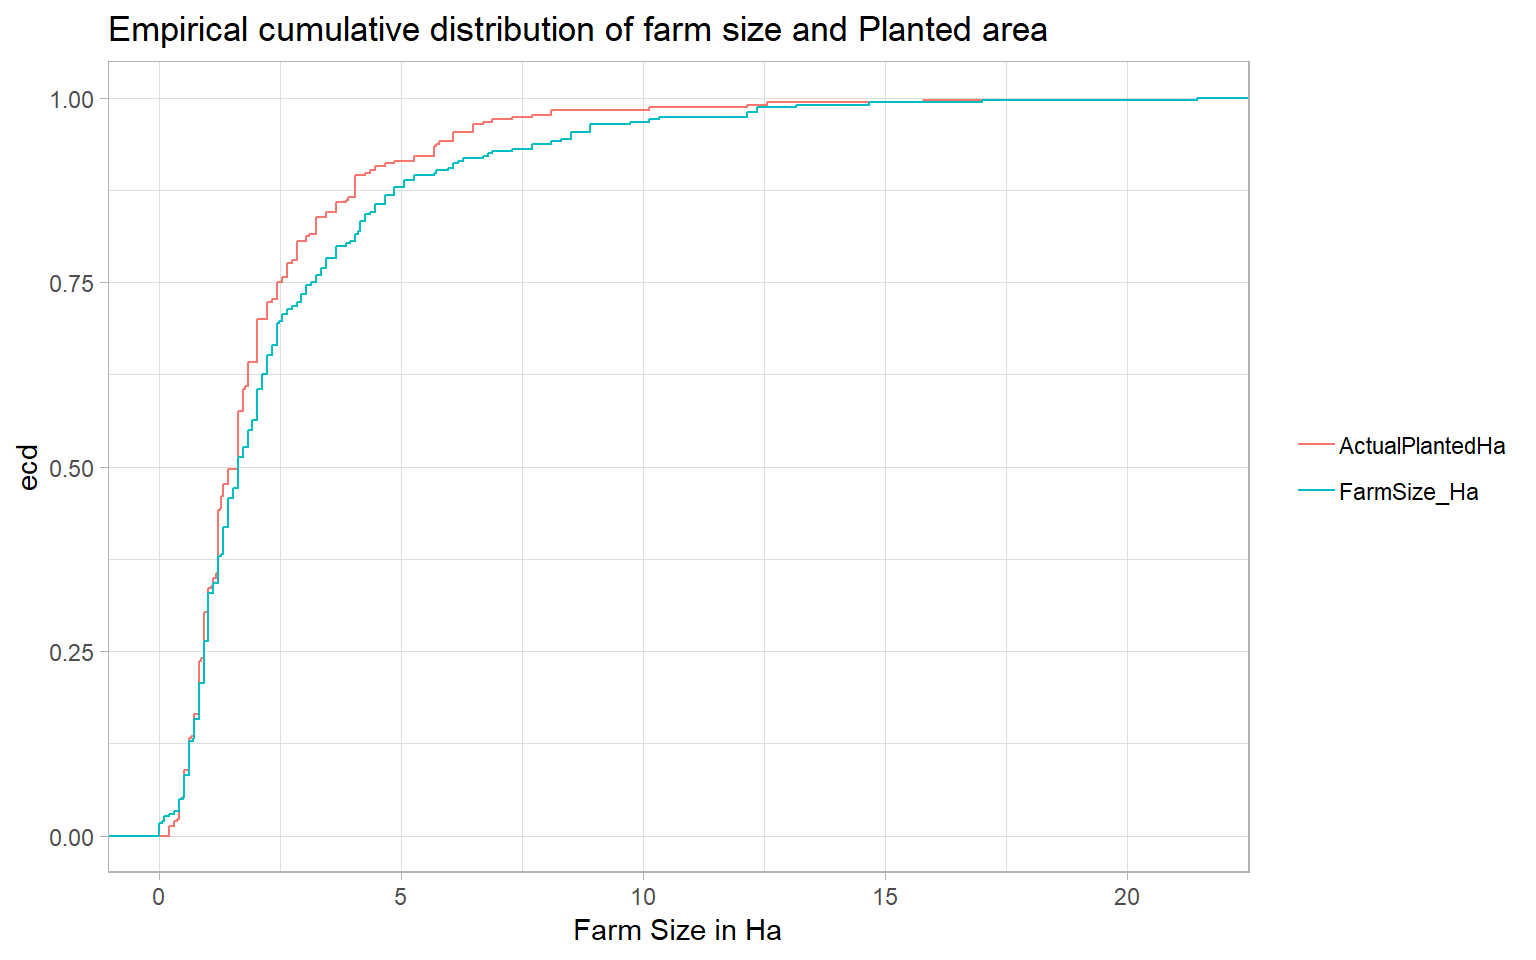 Empirical cumulative distribution of farm size and Planted area
1.00
0.75
0.50
0.25
0.00
ecd
0 5 10 15 20
Farm Size in Ha
ActualPlantedHa
FarmSize_Ha